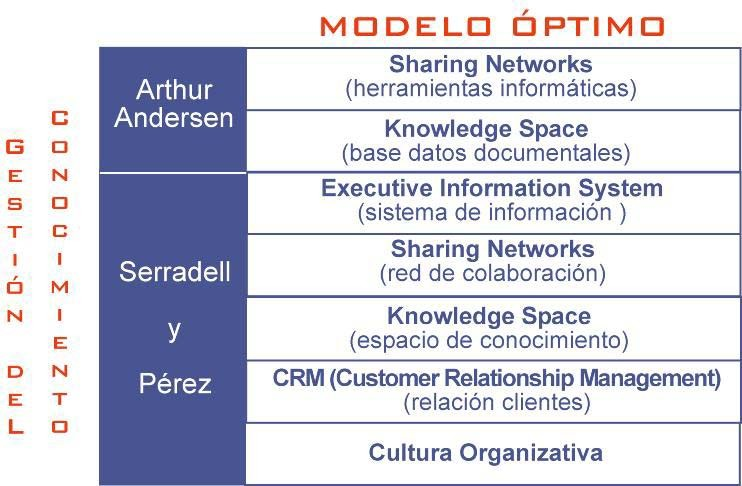 MODELO ÓPTIMO
GESTIÓN DEL
CONOCIMIENTO
Arthur
Andersen
Sharing Networks
(herramientas informáticas)
Knowledge Space
(base datos documentales)
Serradell
y
Pérez
Executive Information System
(sistema de información )
Sharing Networks
(red de colaboración)
Knowledge Space
(espacio de conocimiento)
CRM (Customer Relationship Management)
(relación clientes)
Cultura Organizativa